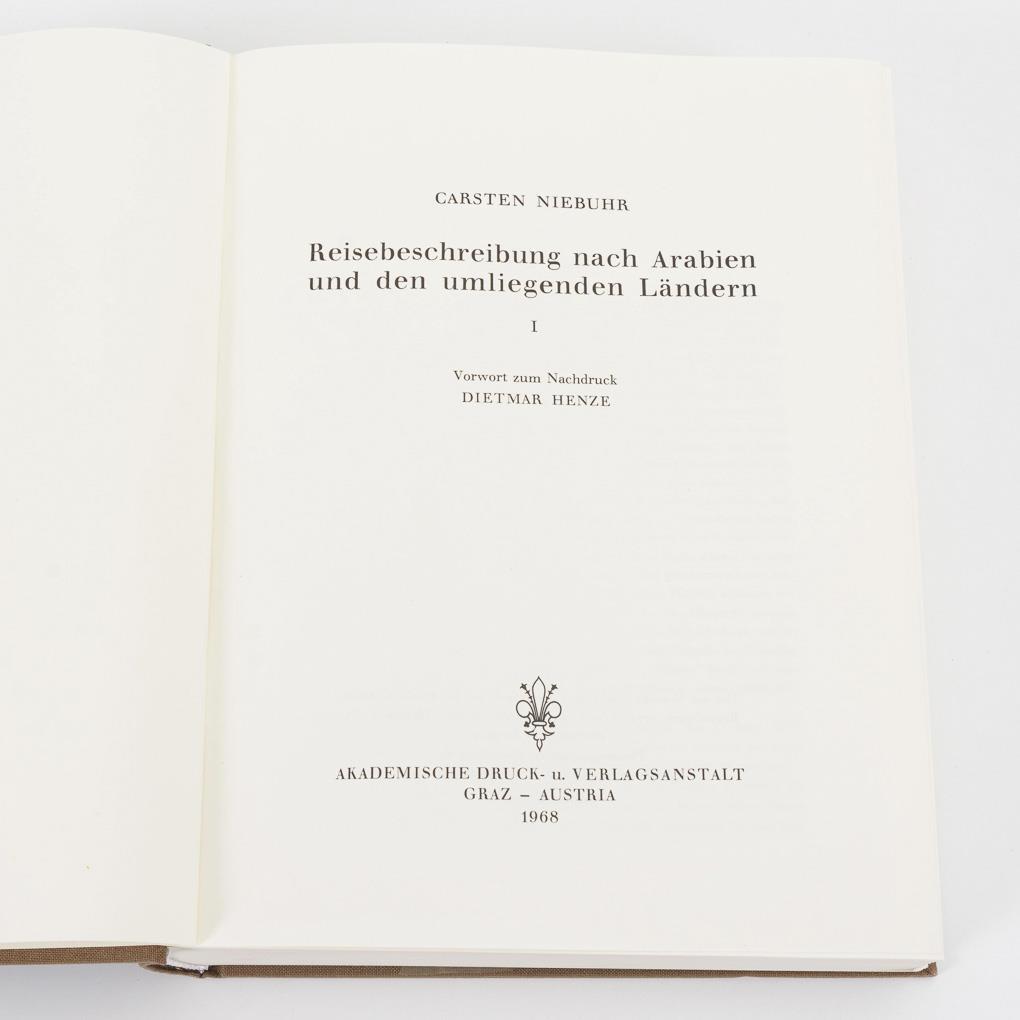 CARSTEN NIEBUHR
Reisebeschreibung nach Arabien
und den umliegenden Ländern
I
Vorwort zum Nachdruck
DIETMAR HENZE
AKADEMISCHE DRUCK- u. VERLAGSANSTALT
GRAZ – AUSTRIA
1968